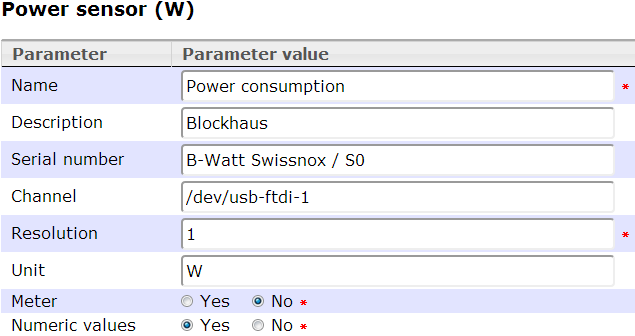 Power sensor (W)
Parameter Parameter value
Name Power consumption *
Description Blockhaus
Serial number B-Watt Swissnox / S0
Channel /dev/usb-ftdi-1
Resolution 1 *
Unit W
Meter Yes No *
Numeric values Yes No *